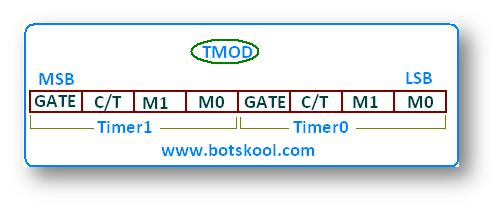 TMOD
MSB LSB
GATE C/T M1 M0 GATE C/T M1 M0
Timer1 Timer0
www.botskool.com